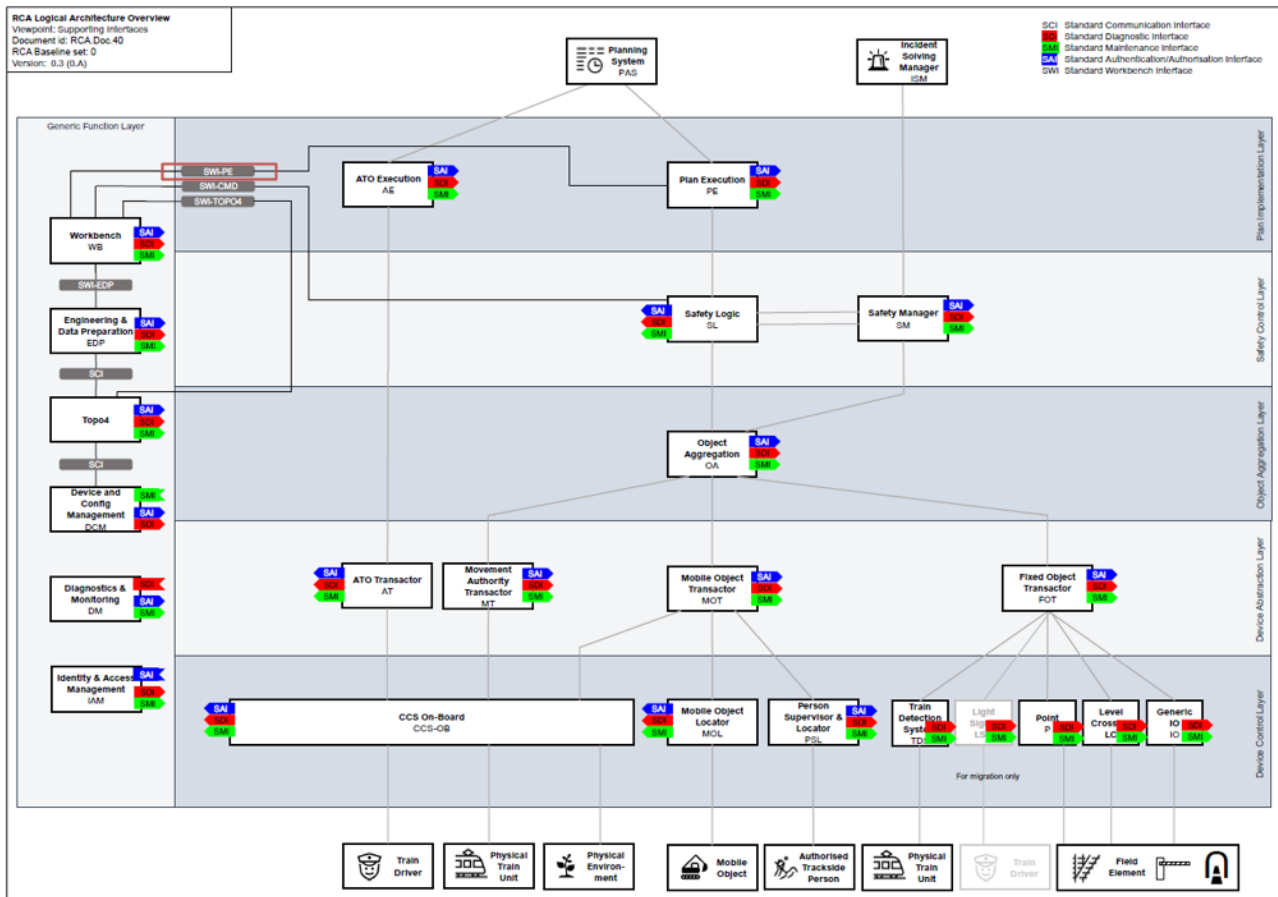 RCA Logical Architecture Overview
Viewpoint: Supporting Interfaces
Document id: RCA.Doc.40
RCA Baseline set: 0
Version: 0.3 (0.A)
SCI Standard Communication Interface
SDI Standard Diagnostic Interface
SMI Standard Maintenance Interface
SAI Standard Authentication/Authorisation Interface
SWI Standard Workbench Interface
Planning
System
PAS
Incident
Solving
Manager
ISM
Generic Function Layer
Plan Implementation Layer
SWI-PE
SWI-CMD
SWI-TOPO4
ATO Execution
AE
SAI
SDI
SMI
Plan Execution
PE
SAI
SDI
SMI
Workbench
WB
SAI
SDI
SMI
SWI-EDP
Safety Control Layer
Engineering &
Data Preparation
EDP
SAI
SDI
SMI
SAI
SDI
SMI
Safety Logic
SL
Safety Manager
SM
SAI
SDI
SMI
SCI
Object Aggregation Layer
Topo4
SAI
SDI
SMI
Object
Aggregation
OA
SAI
SDI
SMI
SCI
Device and
Config
Management
DCM
SMI
SAI
SDI
Device Abstraction Layer
Diagnostics &
Monitoring
DM
SDI
SAI
SMI
SAI
SDI
SMI
ATO Transactor
AT
Movement
Authority
Transactor
MT
SAI
SDI
SMI
Mobile Object
Transactor
MOT
SAI
SDI
SMI
Fixed Object
Transactor
FOT
SAI
SDI
SMI
Device Control Layer
Identity & Access
Management
IAM
SAI
SDI
SMI
SAI
SDI
SMI
CCS On-Board
CCS-OB
SAI
SDI
SMI
Mobile Object
Locator
MOL
Person
Supervisor &
Locator
PSL
SAI
SDI
SMI
Train
Detection
SDI
SMI
Light
SDI
SMI
Point
P
SDI
SMI
Level
LC
SDI
SMI
Generic
IO
IO
SDI
SMI
For migration only
Train
Driver
Physical
Train
Unit
Physical
Environ-
ment
Mobile
Object
Authorised
Trackside
Person
Physical
Train
Unit
Train
Driver
Field
Element